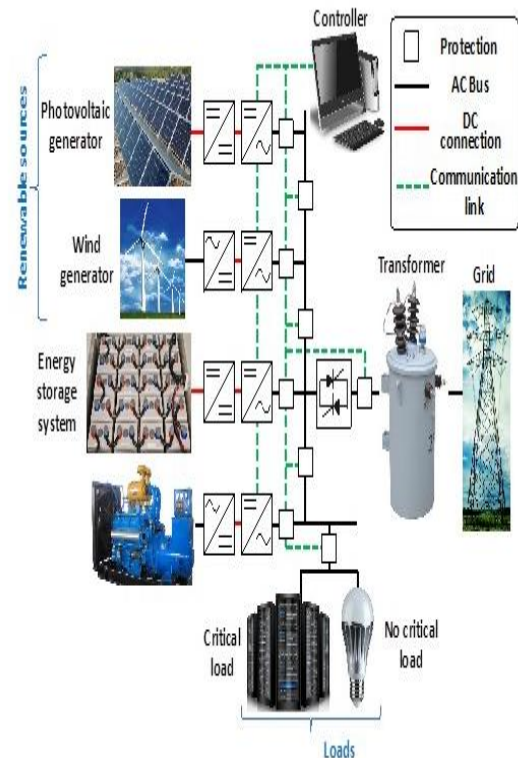 Controller
Protection
AC Bus
DC
connection
Communication
link
Renewable sources
Photovoltaic
generator
Wind
generator
Transformer
Grid
Energy
storage
system
Critical
load
No critical
load
Loads